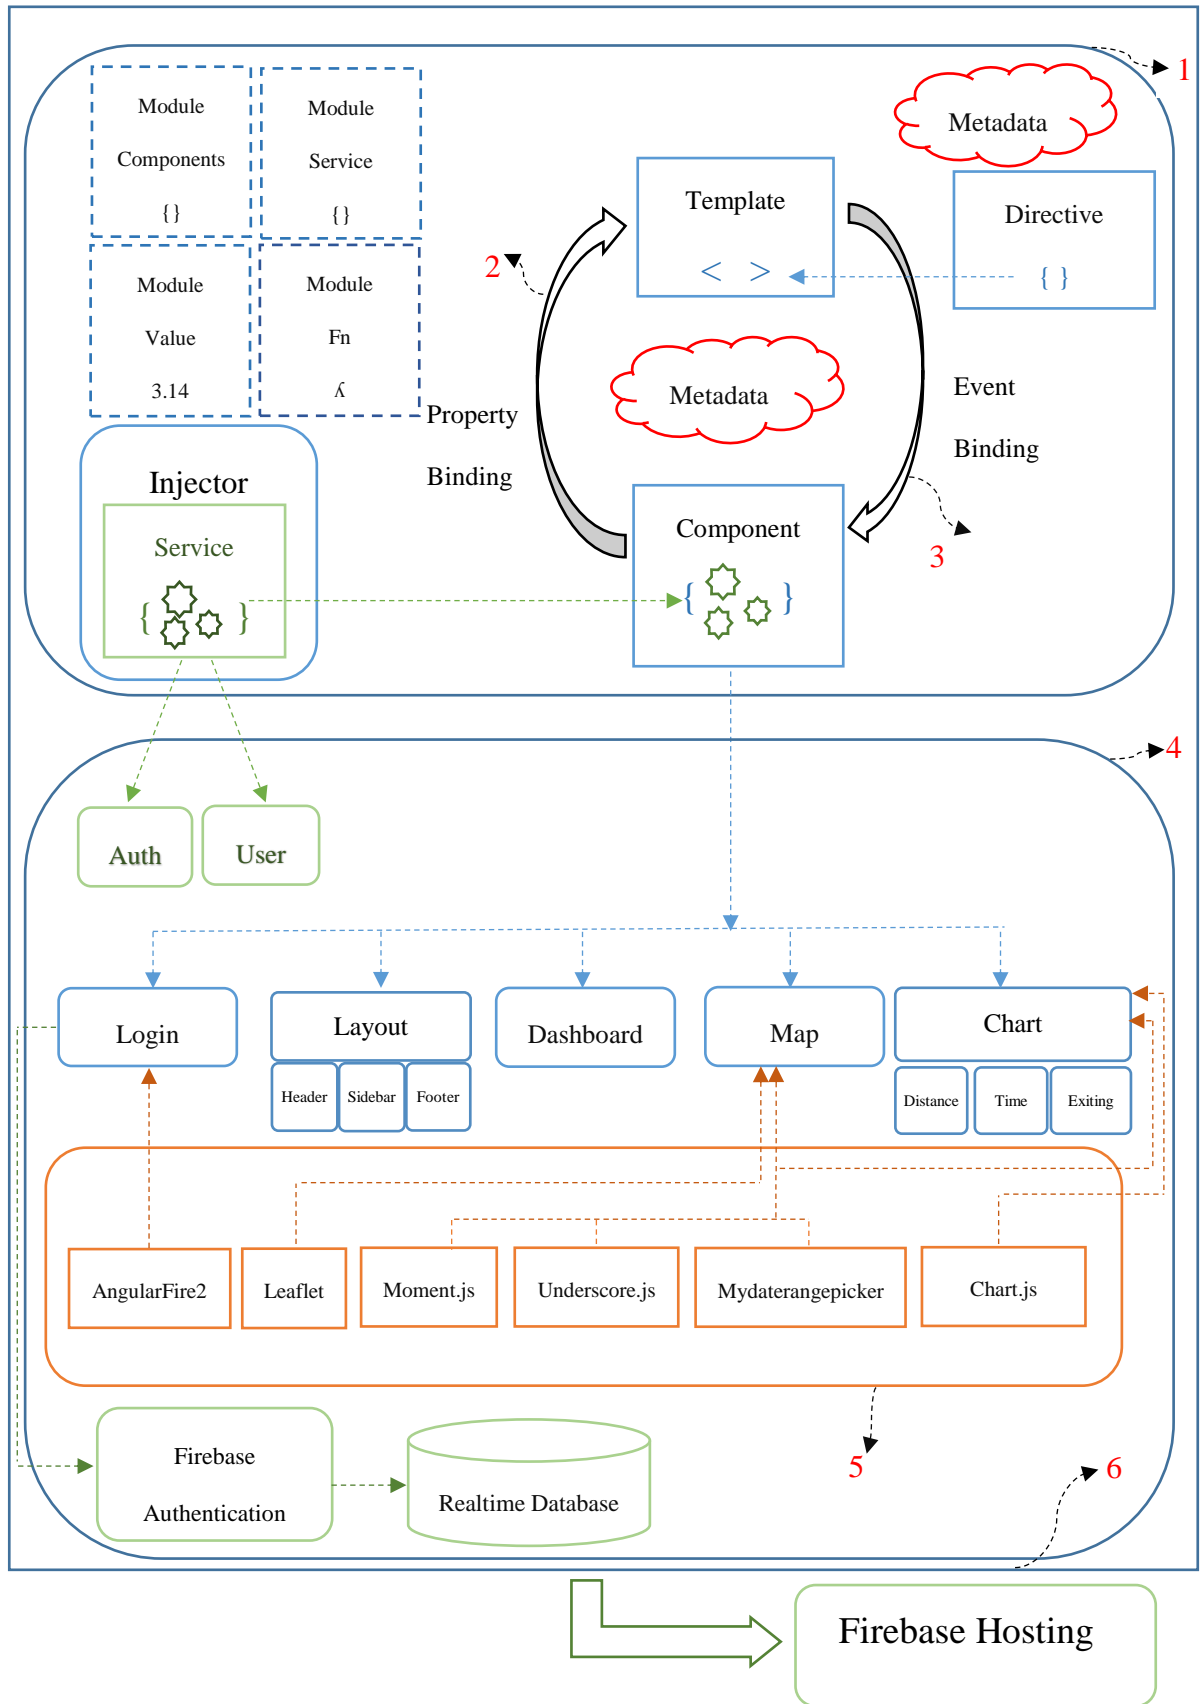 1
Module
Components
{}
Module
Service
{}
Metadata
Template
< >
Directive
{ }
2
Module
Value
3.14
Module
Fn
ʎ
Metadata
Property
Binding
Event
Binding
Injector
Service
{ }
Component
{ }
3
4
Auth
User
Login
Layout
Dashboard
Map
Chart
Header
Sidebar
Footer
Distance
Time
Exiting
AngularFire2
Leaflet
Moment.js
Underscore.js
Mydaterangepicker
Chart.js
5
6
Firebase
Authentication
Realtime Database
Firebase Hosting